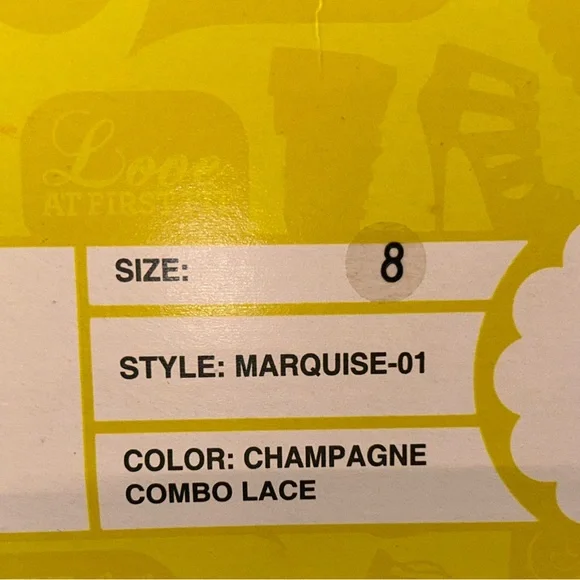 Love
AT FIRST
SIZE: 8
STYLE: MARQUISE-01
COLOR: CHAMPAGNE
COMBO LACE